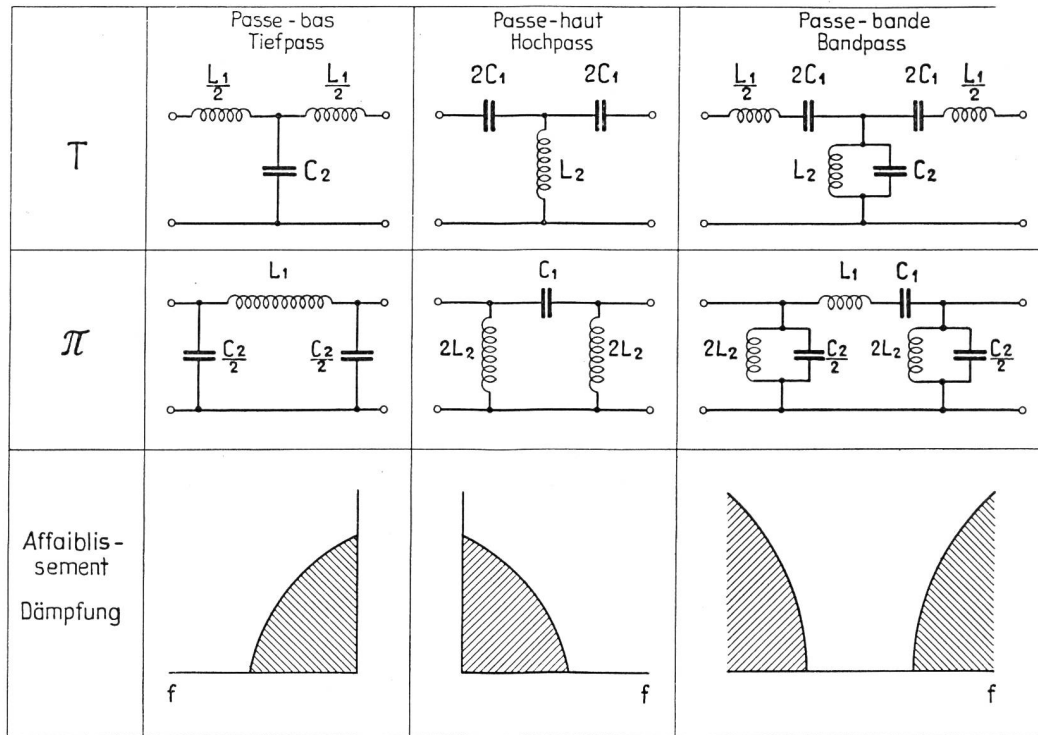 Passe-bas
Tiefpass
Passe-haut
Hochpass
Passe-bande
Bandpass
T
L1/2 L1/2
C2
2C1 2C1
L2
L1/2 2C1 2C1 L1/2
L2 C2
π
L1
C2/2 C2/2
C1
2L2 2L2
L1 C1
2L2 C2/2 2L2 C2/2
Affaiblis-
sement
Dämpfung
f
f
f